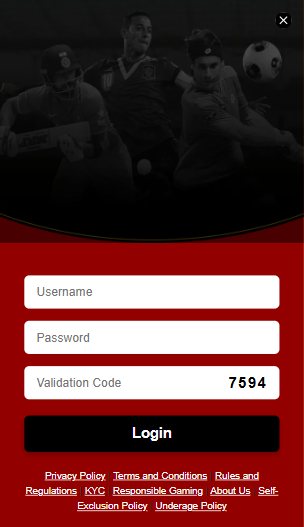 Username
Password
Validation Code 7594
Login
Privacy Policy Terms and Conditions Rules and
Regulations KYC Responsible Gaming About Us Self-
Exclusion Policy Underage Policy